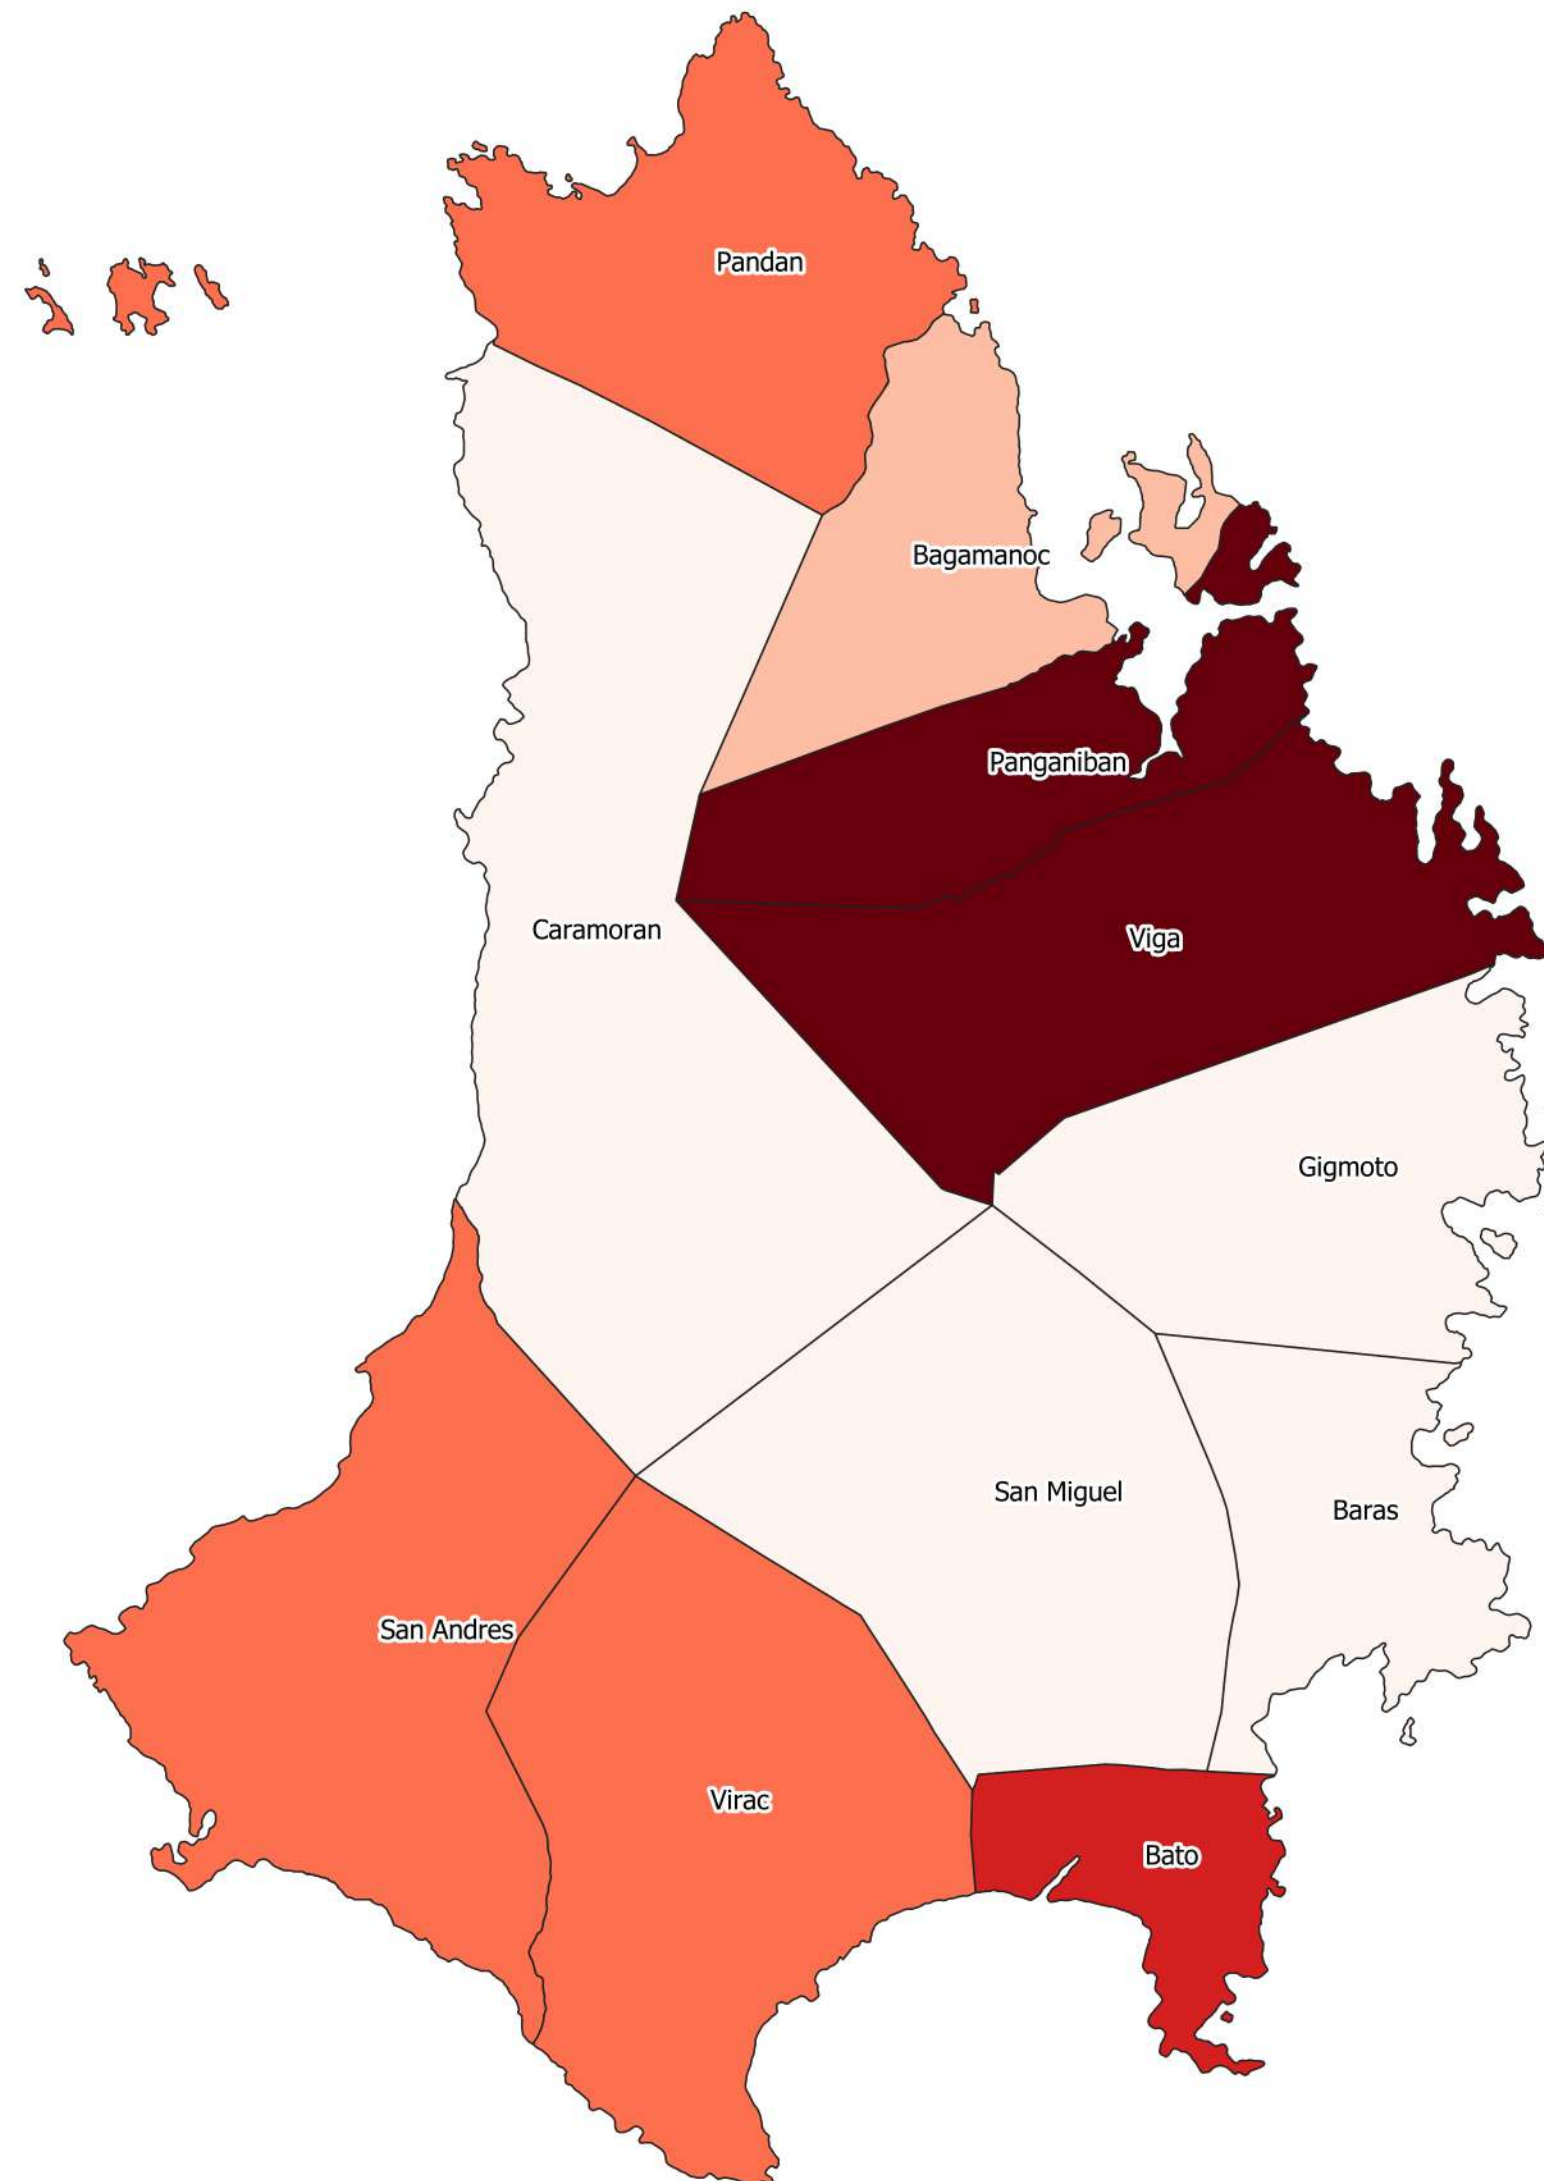 Pandan
Bagamanoc
Panganiban
Caramoran
Viga
Gigmoto
San Miguel
Baras
San Andres
Virac
Bato